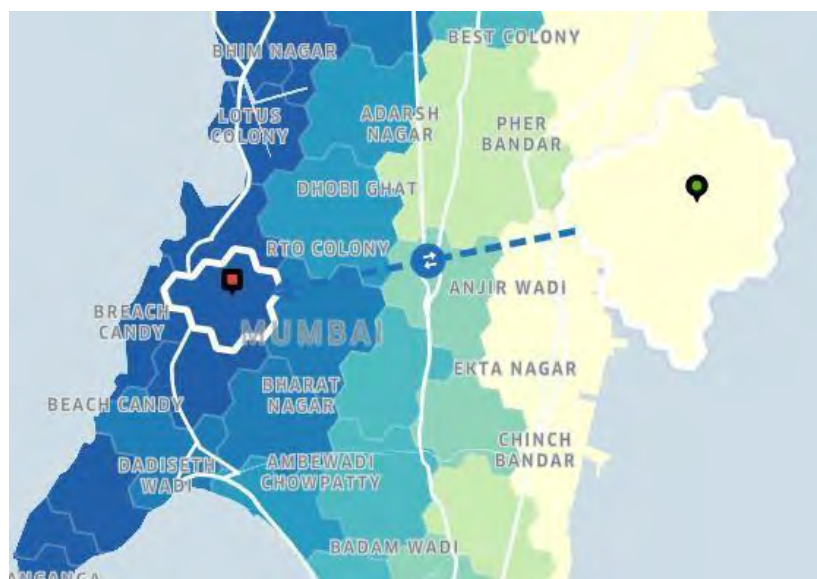 BEST COLONY
BHIM NAGAR
LOTUS
COLONY
ADARSH
NAGAR
PHER
BANDAR
DHOBI GHAT
RTO COLONY
ANJIR WADI
BREACH
CANDY
MUMBAI
EKTA NAGAR
BHARAT
NAGAR
BEACH CANDY
CHINCH
BANDAR
DADISETH
WADI
AMBEWADI
CHOWPATTY
BADAM WADI